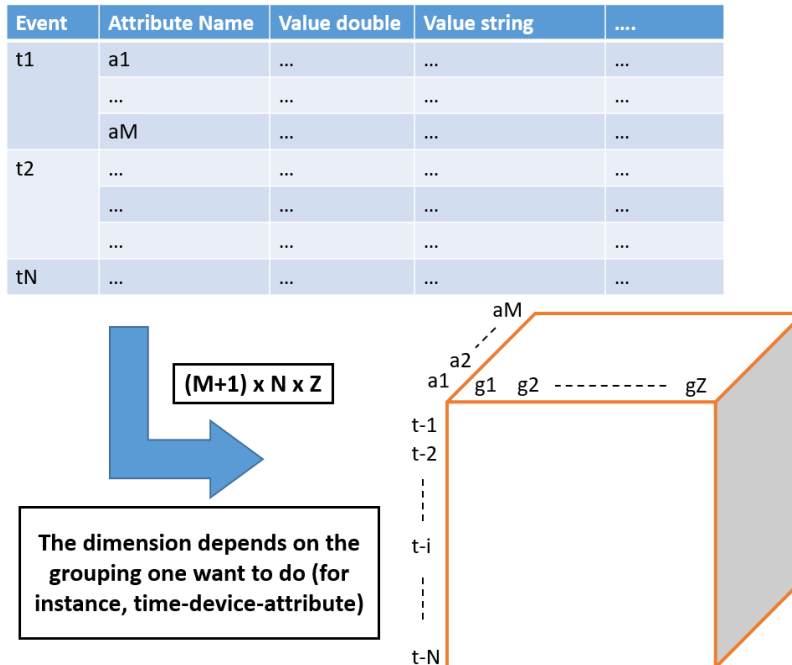 Event Attribute Name Value double Value string ....
t1 a1 ... ... ...
... ... ... ...
aM ... ... ...
t2 ... ... ... ...
... ... ... ...
... ... ... ...
tN ... ... ... ...
(M+1) x N x Z
The dimension depends on the
grouping one want to do (for
instance, time-device-attribute)
aM
a2
a1
g1 g2 gZ
t-1
t-2
t-i
t-N